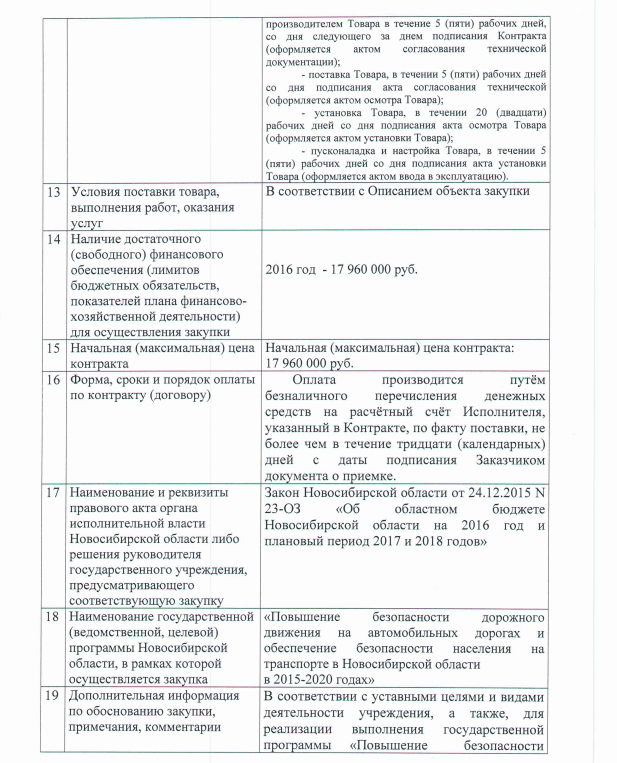 производителем Товара в течение 5 (пяти) рабочих дней,
со дня следующего за днем подписания Контракта
(оформляется актом согласования технической
документации);
- поставка Товара, в течении 5 (пяти) рабочих дней
со дня подписания акта согласования технической
(оформляется актом осмотра Товара);
- установка Товара, в течении 20 (двадцати)
рабочих дней со дня подписания акта осмотра Товара
(оформляется актом установки Товара);
- пусконаладка и настройка Товара, в течении 5
(пяти) рабочих дней со дня подписания акта установки
Товара (оформляется актом ввода в эксплуатацию).
13 Условия поставки товара,
выполнения работ, оказания
услуг
В соответствии с Описанием объекта закупки
14 Наличие достаточного
(свободного) финансового
обеспечения (лимитов
бюджетных обязательств,
показателей плана финансово-
хозяйственной деятельности)
для осуществления закупки
2016 год - 17 960 000 руб.
15 Начальная (максимальная) цена
контракта
Начальная (максимальная) цена контракта:
17 960 000 руб.
16 Форма, сроки и порядок оплаты
по контракту (договору)
Оплата производится путём
безналичного перечисления денежных
средств на расчётный счёт Исполнителя,
указанный в Контракте, по факту поставки, не
более чем в течение тридцати (календарных)
дней с даты подписания Заказчиком
документа о приемке.
17 Наименование и реквизиты
правового акта органа
исполнительной власти
Новосибирской области либо
решения руководителя
государственного учреждения,
предусматривающего
соответствующую закупку
Закон Новосибирской области от 24.12.2015 N
23-ОЗ «Об областном бюджете
Новосибирской области на 2016 год и
плановый период 2017 и 2018 годов»
18 Наименование государственной
(ведомственной, целевой)
программы Новосибирской
области, в рамках которой
осуществляется закупка
«Повышение безопасности дорожного
движения на автомобильных дорогах и
обеспечение безопасности населения на
транспорте в Новосибирской области
в 2015-2020 годах»
19 Дополнительная информация
по обоснованию закупки,
примечания, комментарии
В соответствии с уставными целями и видами
деятельности учреждения, а также, для
реализации выполнения государственной
программы «Повышение безопасности